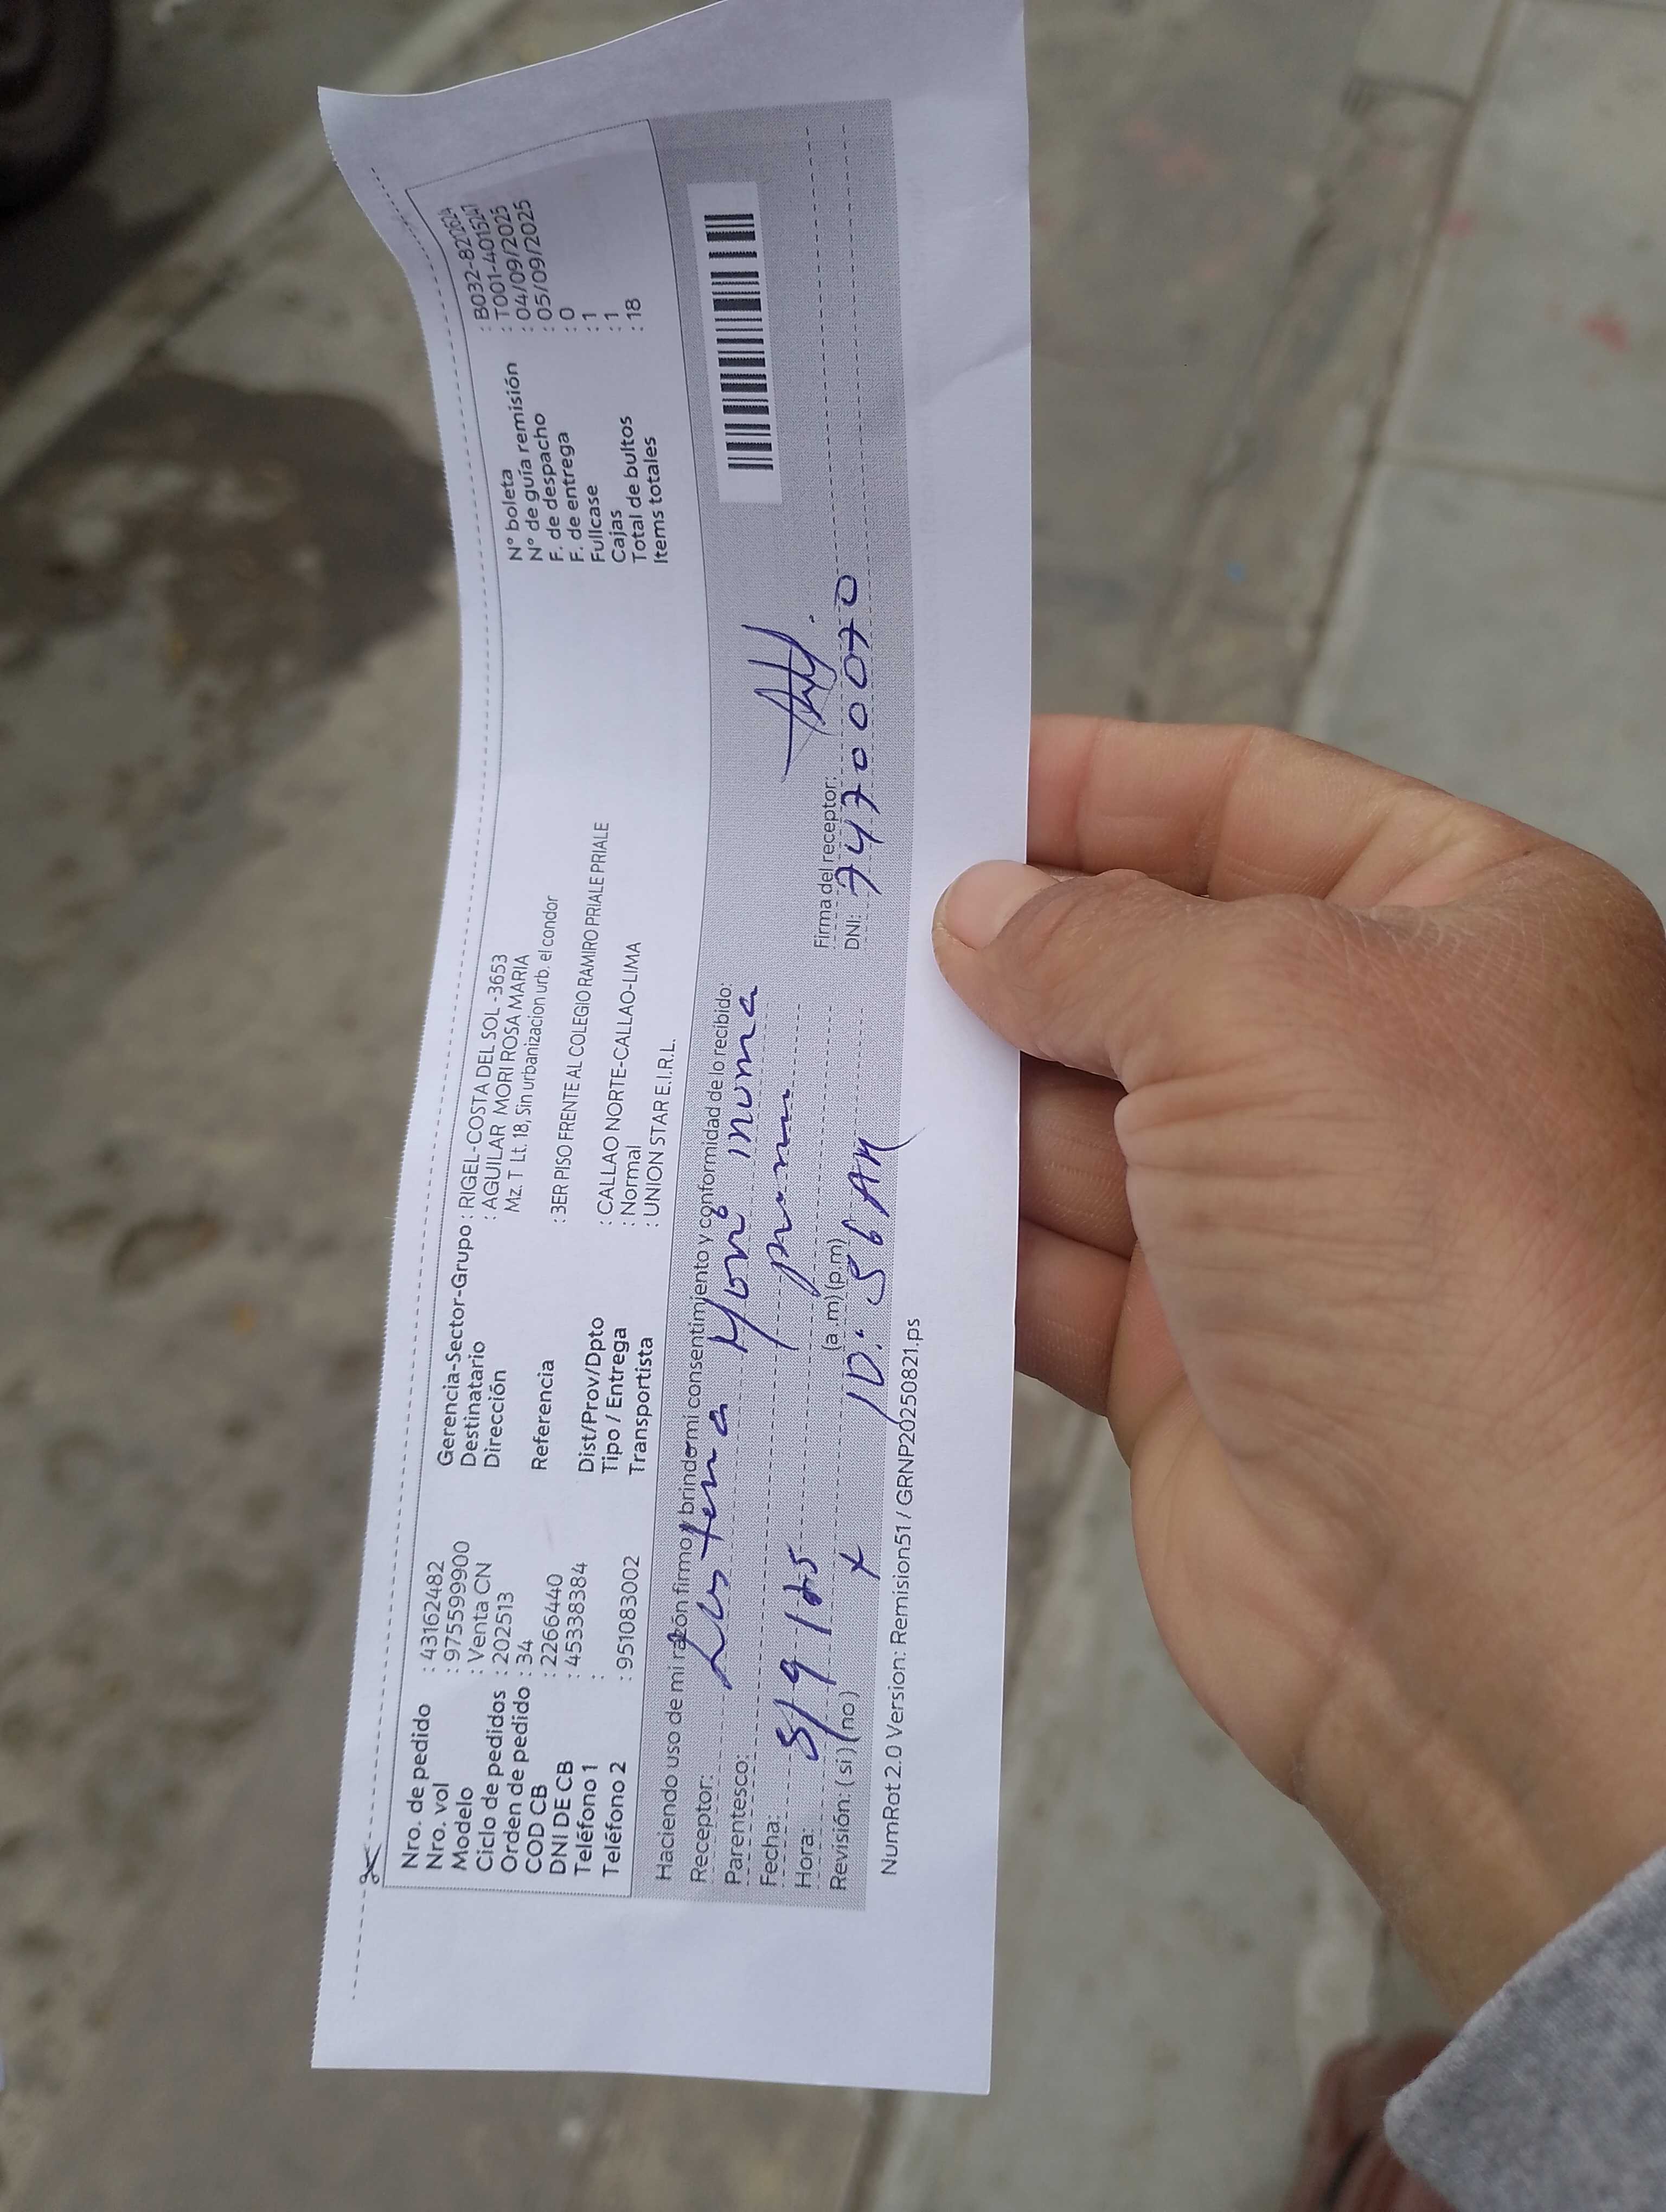 Nro. de pedido : 43162482
Nro. vol : 9757599900
Modelo : Venta CN
Ciclo de pedidos : 202513
Orden de pedido : 34
COD CB : 2266440
DNI DE CB : 45338384
Teléfono 1 :
Teléfono 2 : 951083002
Gerencia-Sector-Grupo : RIGEL-COSTA DEL SOL -3653
Destinatario : AGUILAR MORI ROSA MARIA
Dirección Mz. T Lt. 18, Sin urbanizacion urb. el condor
Referencia : 3ER PISO FRENTE AL COLEGIO RAMIRO PRIALE PRIALE
Dist/Prov/Dpto : CALLAO NORTE-CALLAO-LIMA
Tipo / Entrega : Normal
Transportista : UNION STAR E.I.R.L.
N° boleta : B032-820624
N° de guía remisión : T001-4015241
F. de despacho : 04/09/2025
F. de entrega : 05/09/2025
Fullcase : 0
Cajas : 1
Total de bultos : 1
Items totales : 18
Haciendo uso de mi razón firmo y brindo mi consentimiento y conformidad de lo recibido:
Receptor: Mori Inuma
Parentesco:
Fecha: 5/9/25
Hora: (a .m) (p.m) 10:56 AM
Revisión: (si) (no) x
Firma del receptor:
DNI: 74700070
NumRot 2.0 Version: Remision51 / GRNP20250821.ps